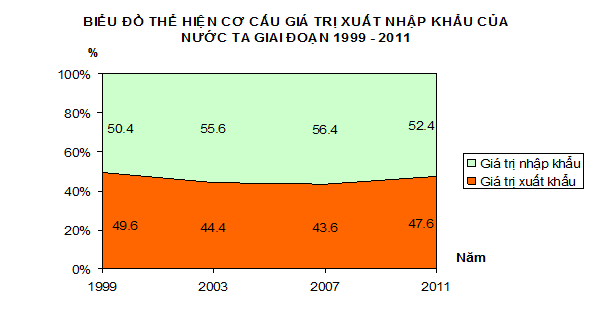 BIỂU ĐỒ THỂ HIỆN CƠ CẤU GIÁ TRỊ XUẤT NHẬP KHẨU CỦA
NƯỚC TA GIAI ĐOẠN 1999 - 2011
%
100%
80%
60%
40%
20%
0%
50.4 55.6 56.4 52.4
49.6 44.4 43.6 47.6
1999 2003 2007 2011
Năm
Giá trị nhập khẩu
Giá trị xuất khẩu